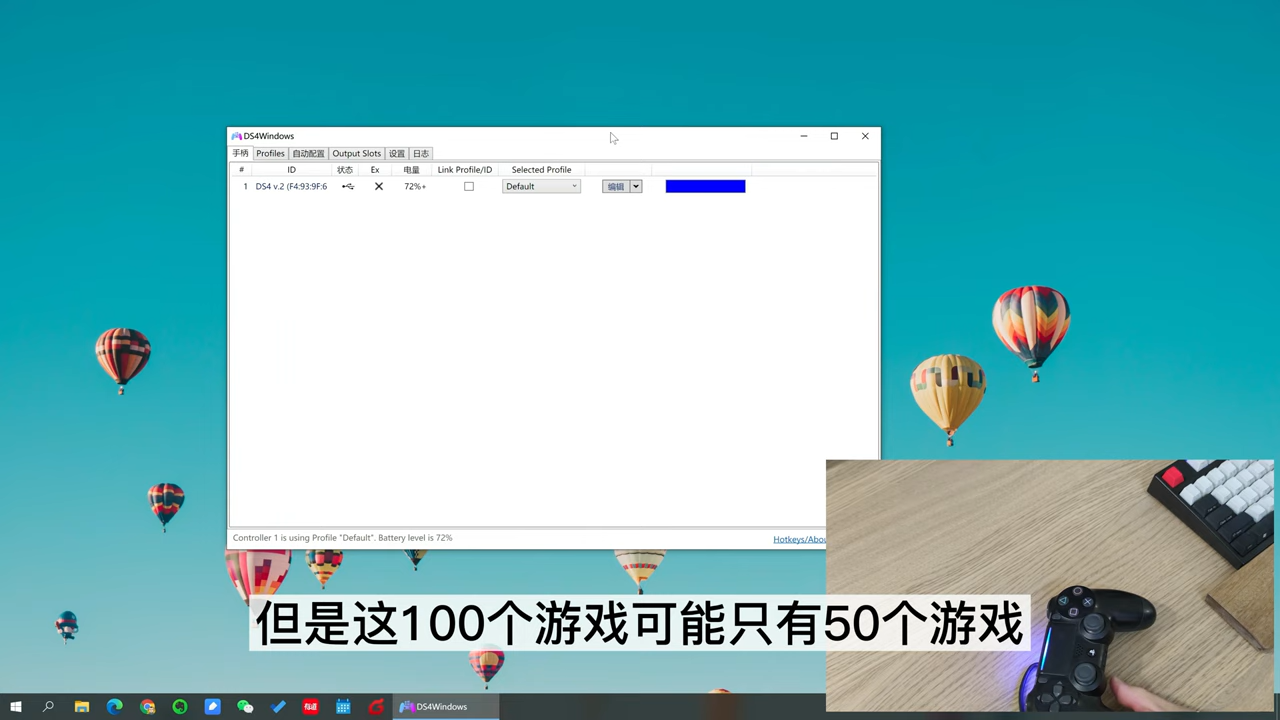 DS4Windows
手柄 Profiles 自动配置 Output Slots 设置 日志
# ID 状态 Ex 电量 Link Profile/ID Selected Profile
1 DS4 v.2 (F4:93:9F:6 72%+ Default 编辑
Controller 1 is using Profile "Default". Battery level is 72%
Hotkeys/Abou
但是这100个游戏可能只有50个游戏
DS4Windows